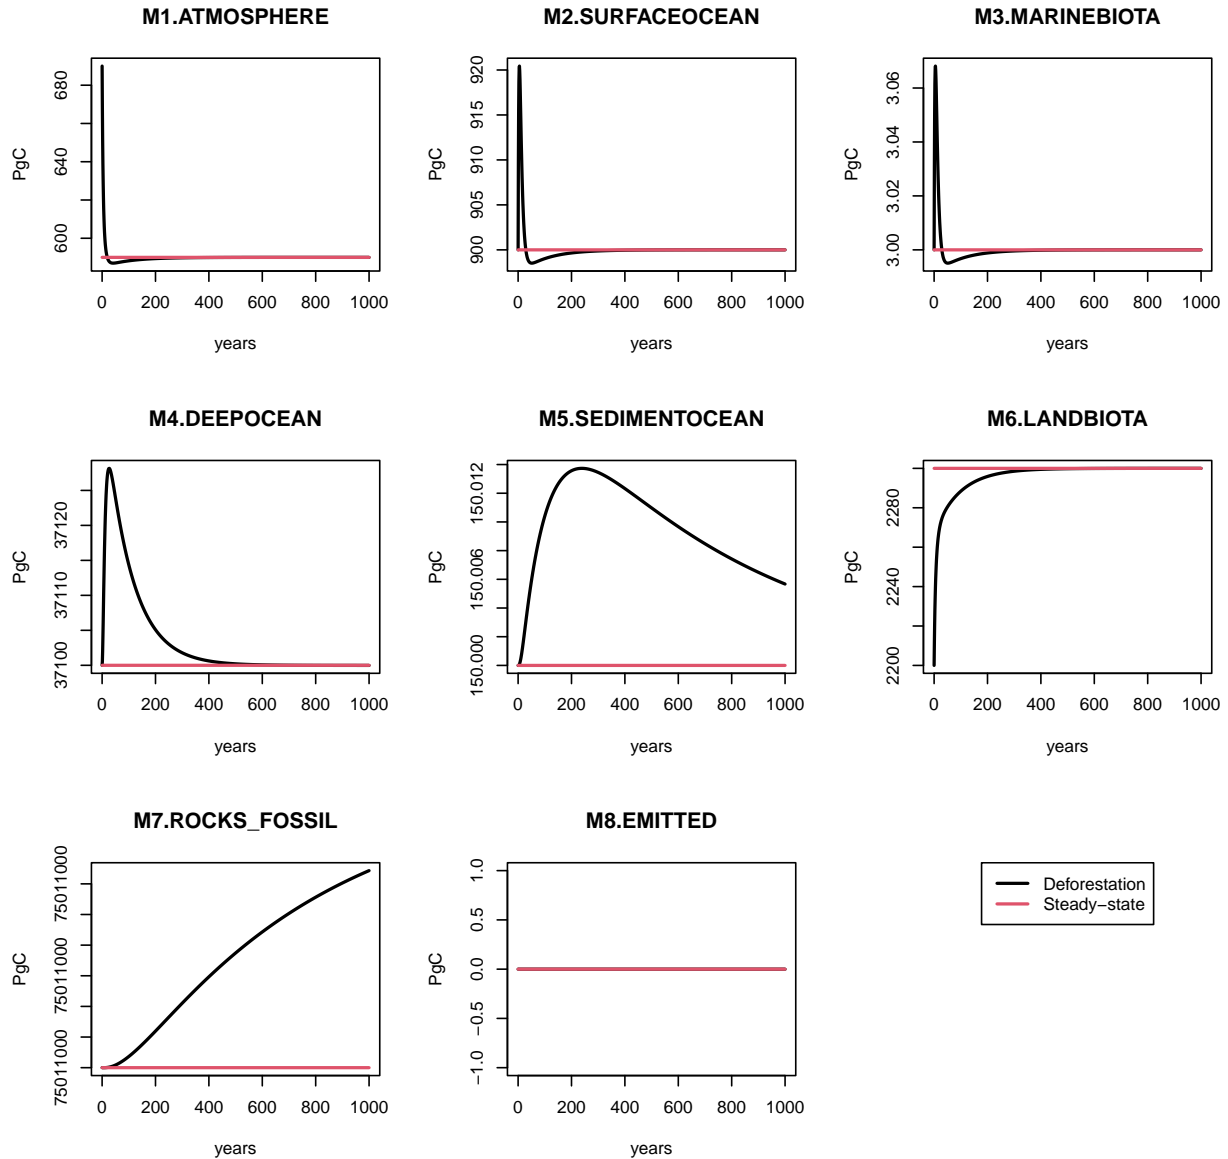 M1.ATMOSPHERE
PgC
680
640
600
0 200 400 600 800 1000
years
M2.SURFACEOCEAN
PgC
920
915
910
905
900
0 200 400 600 800 1000
years
M3.MARINEBIOTA
PgC
3.06
3.04
3.02
3.00
0 200 400 600 800 1000
years
M4.DEEPOCEAN
PgC
37120
37110
37100
0 200 400 600 800 1000
years
M5.SEDIMENTOCEAN
PgC
150.012
150.006
150.000
0 200 400 600 800 1000
years
M6.LANDBIOTA
PgC
2280
2240
2200
0 200 400 600 800 1000
years
M7.ROCKS_FOSSIL
PgC
75011000
75011000
75011000
0 200 400 600 800 1000
years
M8.EMITTED
PgC
1.0
0.5
0.0
−0.5
−1.0
0 200 400 600 800 1000
years
Deforestation
Steady−state